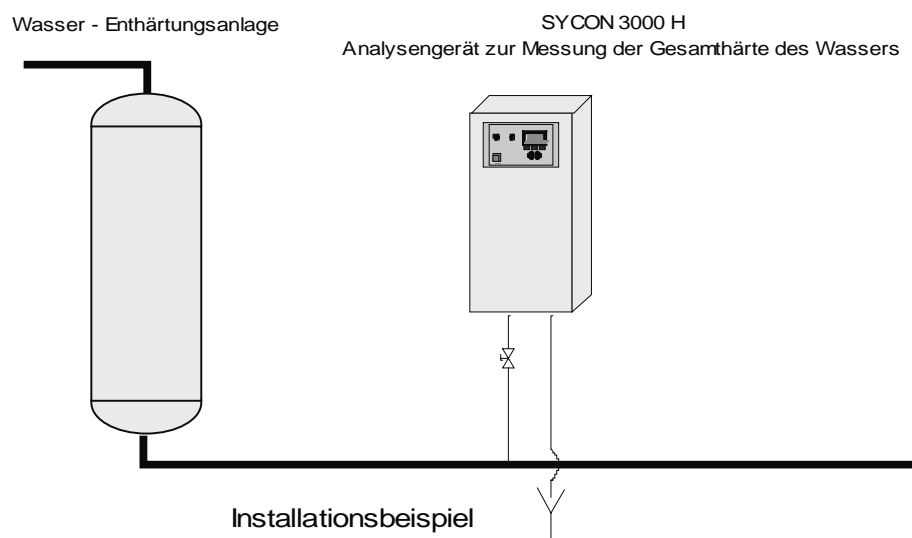 Wasser - Enthärtungsanlage
SYCON 3000 H
Analysengerät zur Messung der Gesamthärte des Wassers
Installationsbeispiel